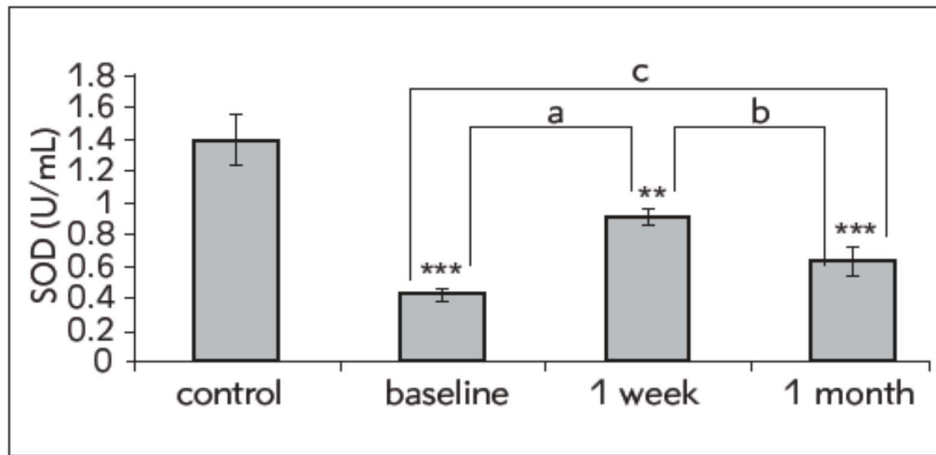 SOD (U/mL)
1.8
1.6
1.4
1.2
1
0.8
0.6
0.4
0.2
0
c
a
b
***
**
***
control
baseline
1 week
1 month